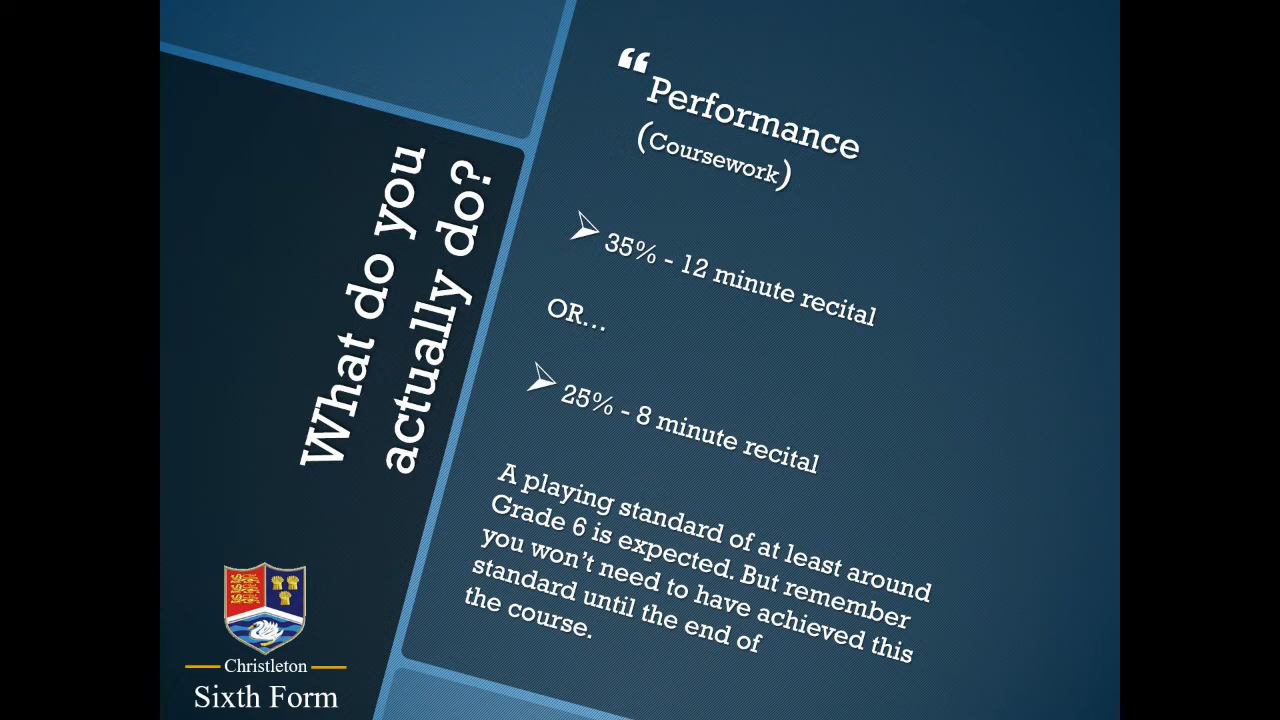 What do you
actually do?
“
Performance
(Coursework)
35% - 12 minute recital
OR…
25% - 8 minute recital
A playing standard of at least around
Grade 6 is expected. But remember
you won’t need to have achieved this
standard until the end of
the course.
Christleton
Sixth Form